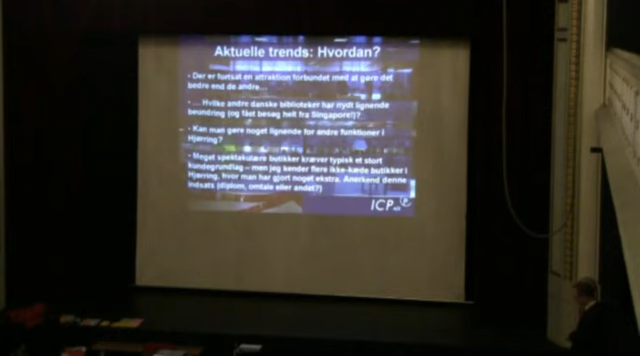 Aktuelle trends: Hvordan?
- Der er fortsat en attraktion forbundet med at gøre det
bedre end de andre...
- ... Hvilke andre danske biblioteker har nydt lignende
beundring (og fået besøg helt fra Singapore!)?
- Kan man gøre noget lignende for andre funktioner i
Hjørring?
- Meget spektakulære butikker kræver typisk et stort
kundegrundlag – men jeg kender flere ikke-kæde butikker i
Hjørring, hvor man har gjort noget ekstra. Anerkend denne
indsats (diplom, omtale eller andet?)
ICP